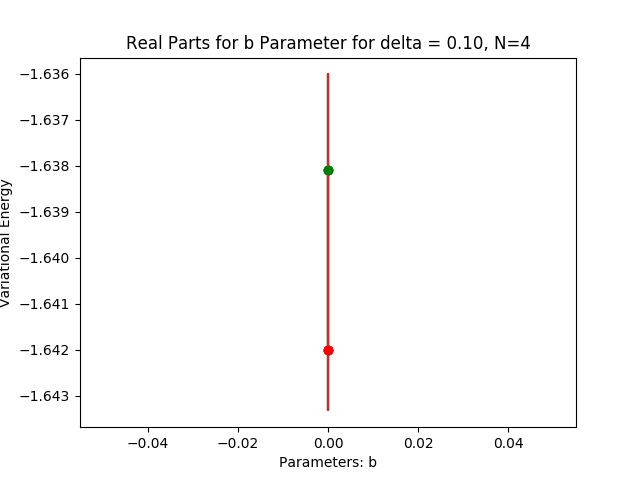 Real Parts for b Parameter for delta = 0.10, N=4
Variational Energy
−1.636
−1.637
−1.638
−1.639
−1.640
−1.641
−1.642
−1.643
−0.04 −0.02 0.00 0.02 0.04
Parameters: b